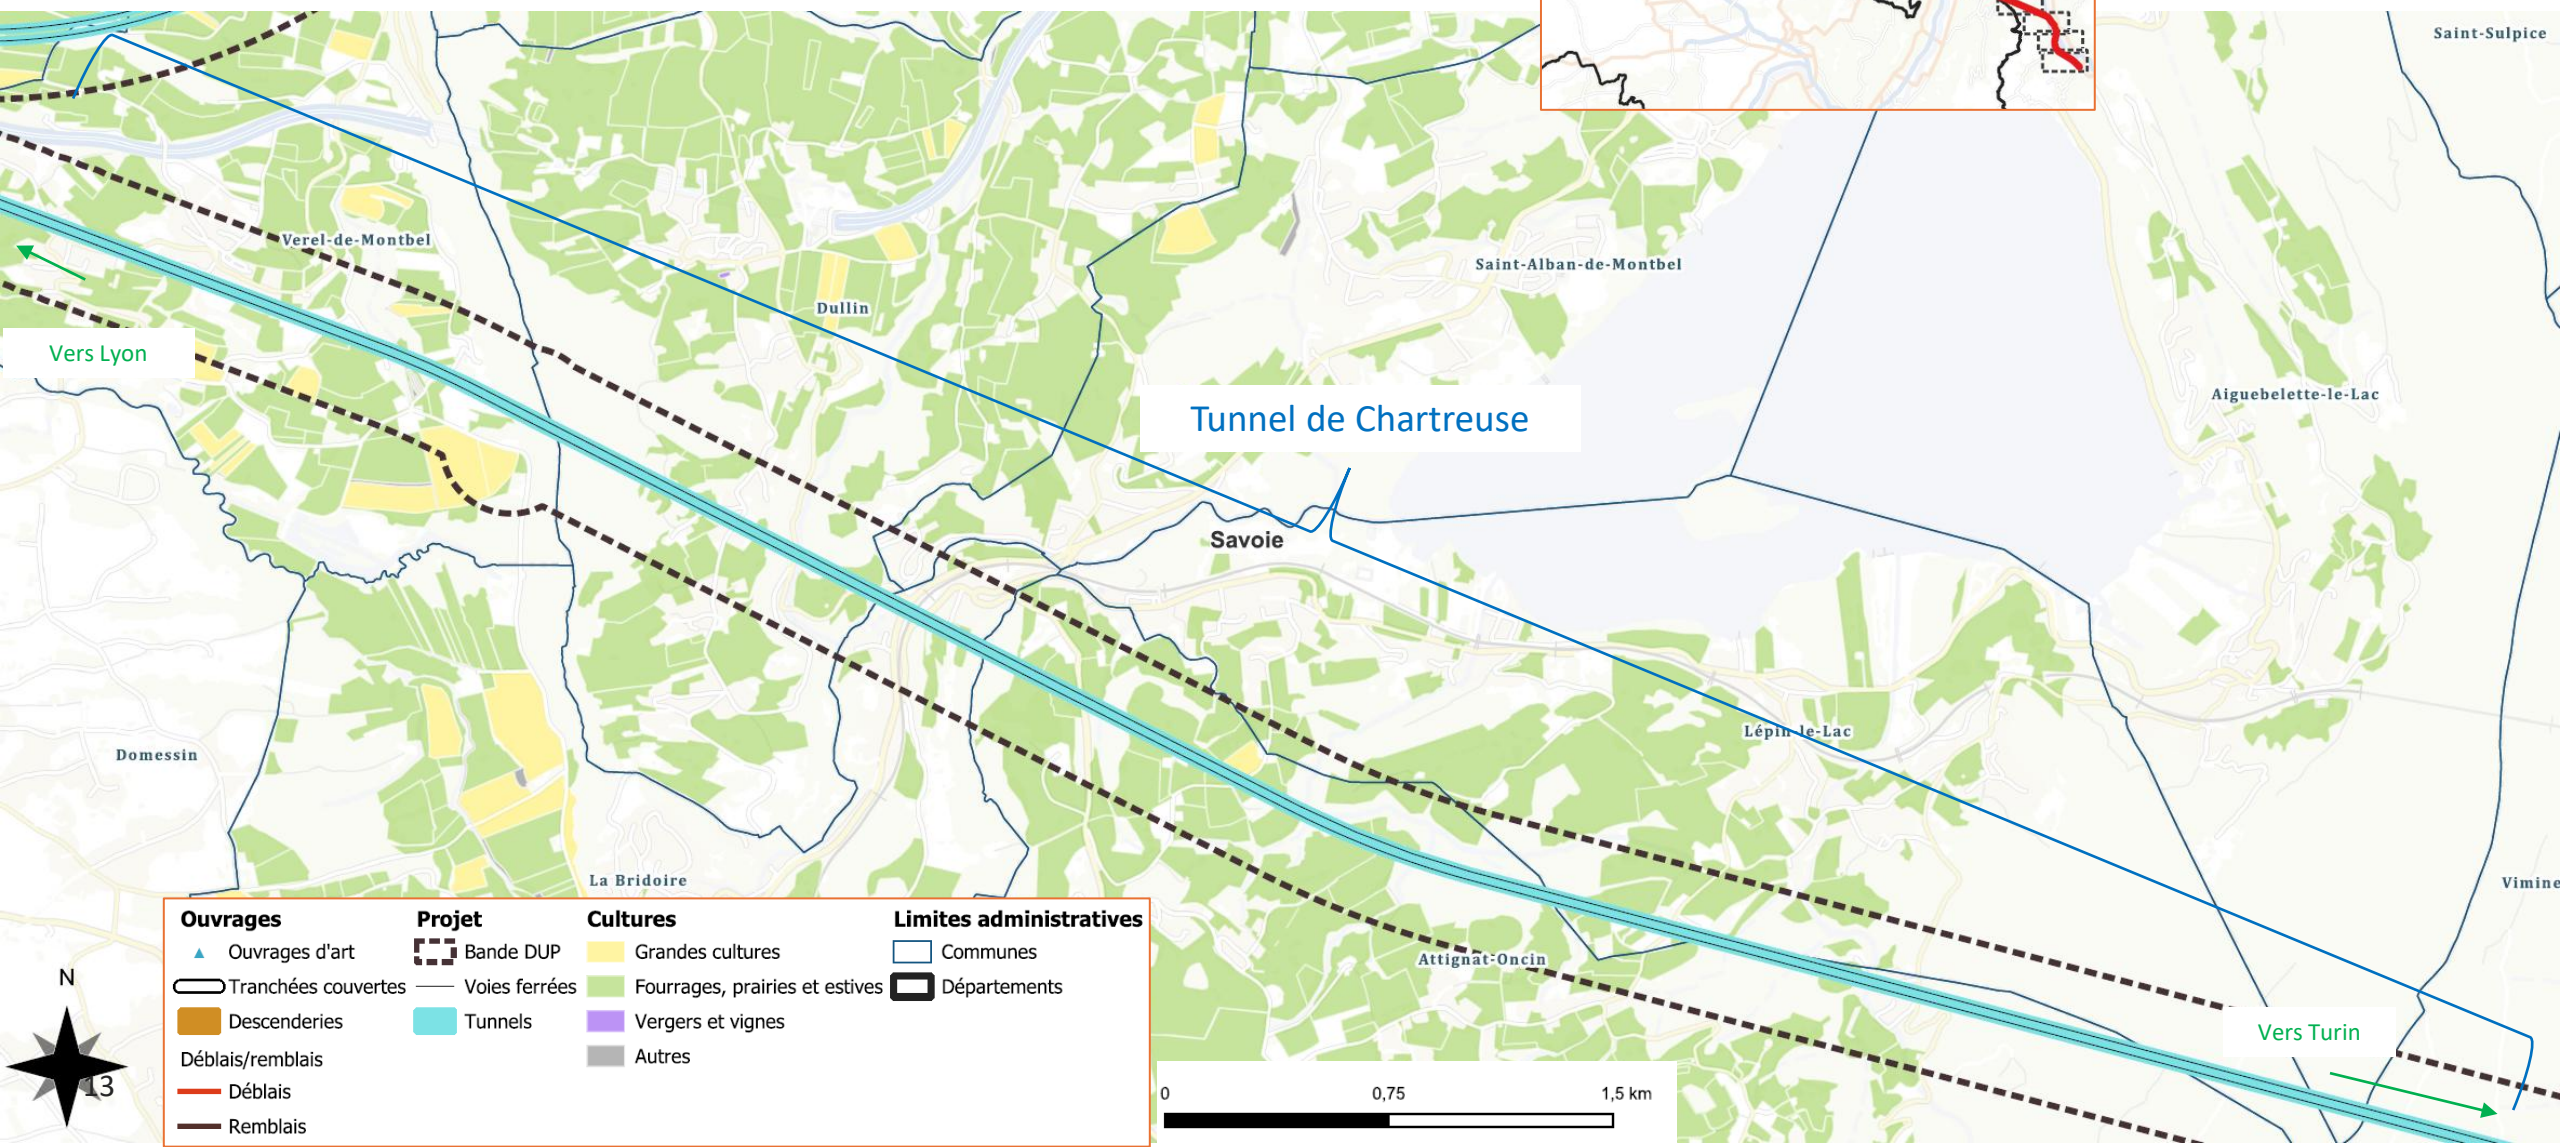 Saint-Sulpice
Verel-de-Montbel
Saint-Alban-de-Montbel
Dullin
Vers Lyon
Aiguebelette-le-Lac
Tunnel de Chartreuse
Savoie
Lépin-le-Lac
Domessin
La Bridoire
Vimine
Attignat-Oncin
Vers Turin
Ouvrages
Ouvrages d'art
Tranchées couvertes
Descenderies
Déblais/remblais
Déblais
Remblais
Projet
Bande DUP
Voies ferrées
Tunnels
Cultures
Grandes cultures
Fourrages, prairies et estives
Vergers et vignes
Autres
Limites administratives
Communes
Départements
N
13
0 0,75 1,5 km